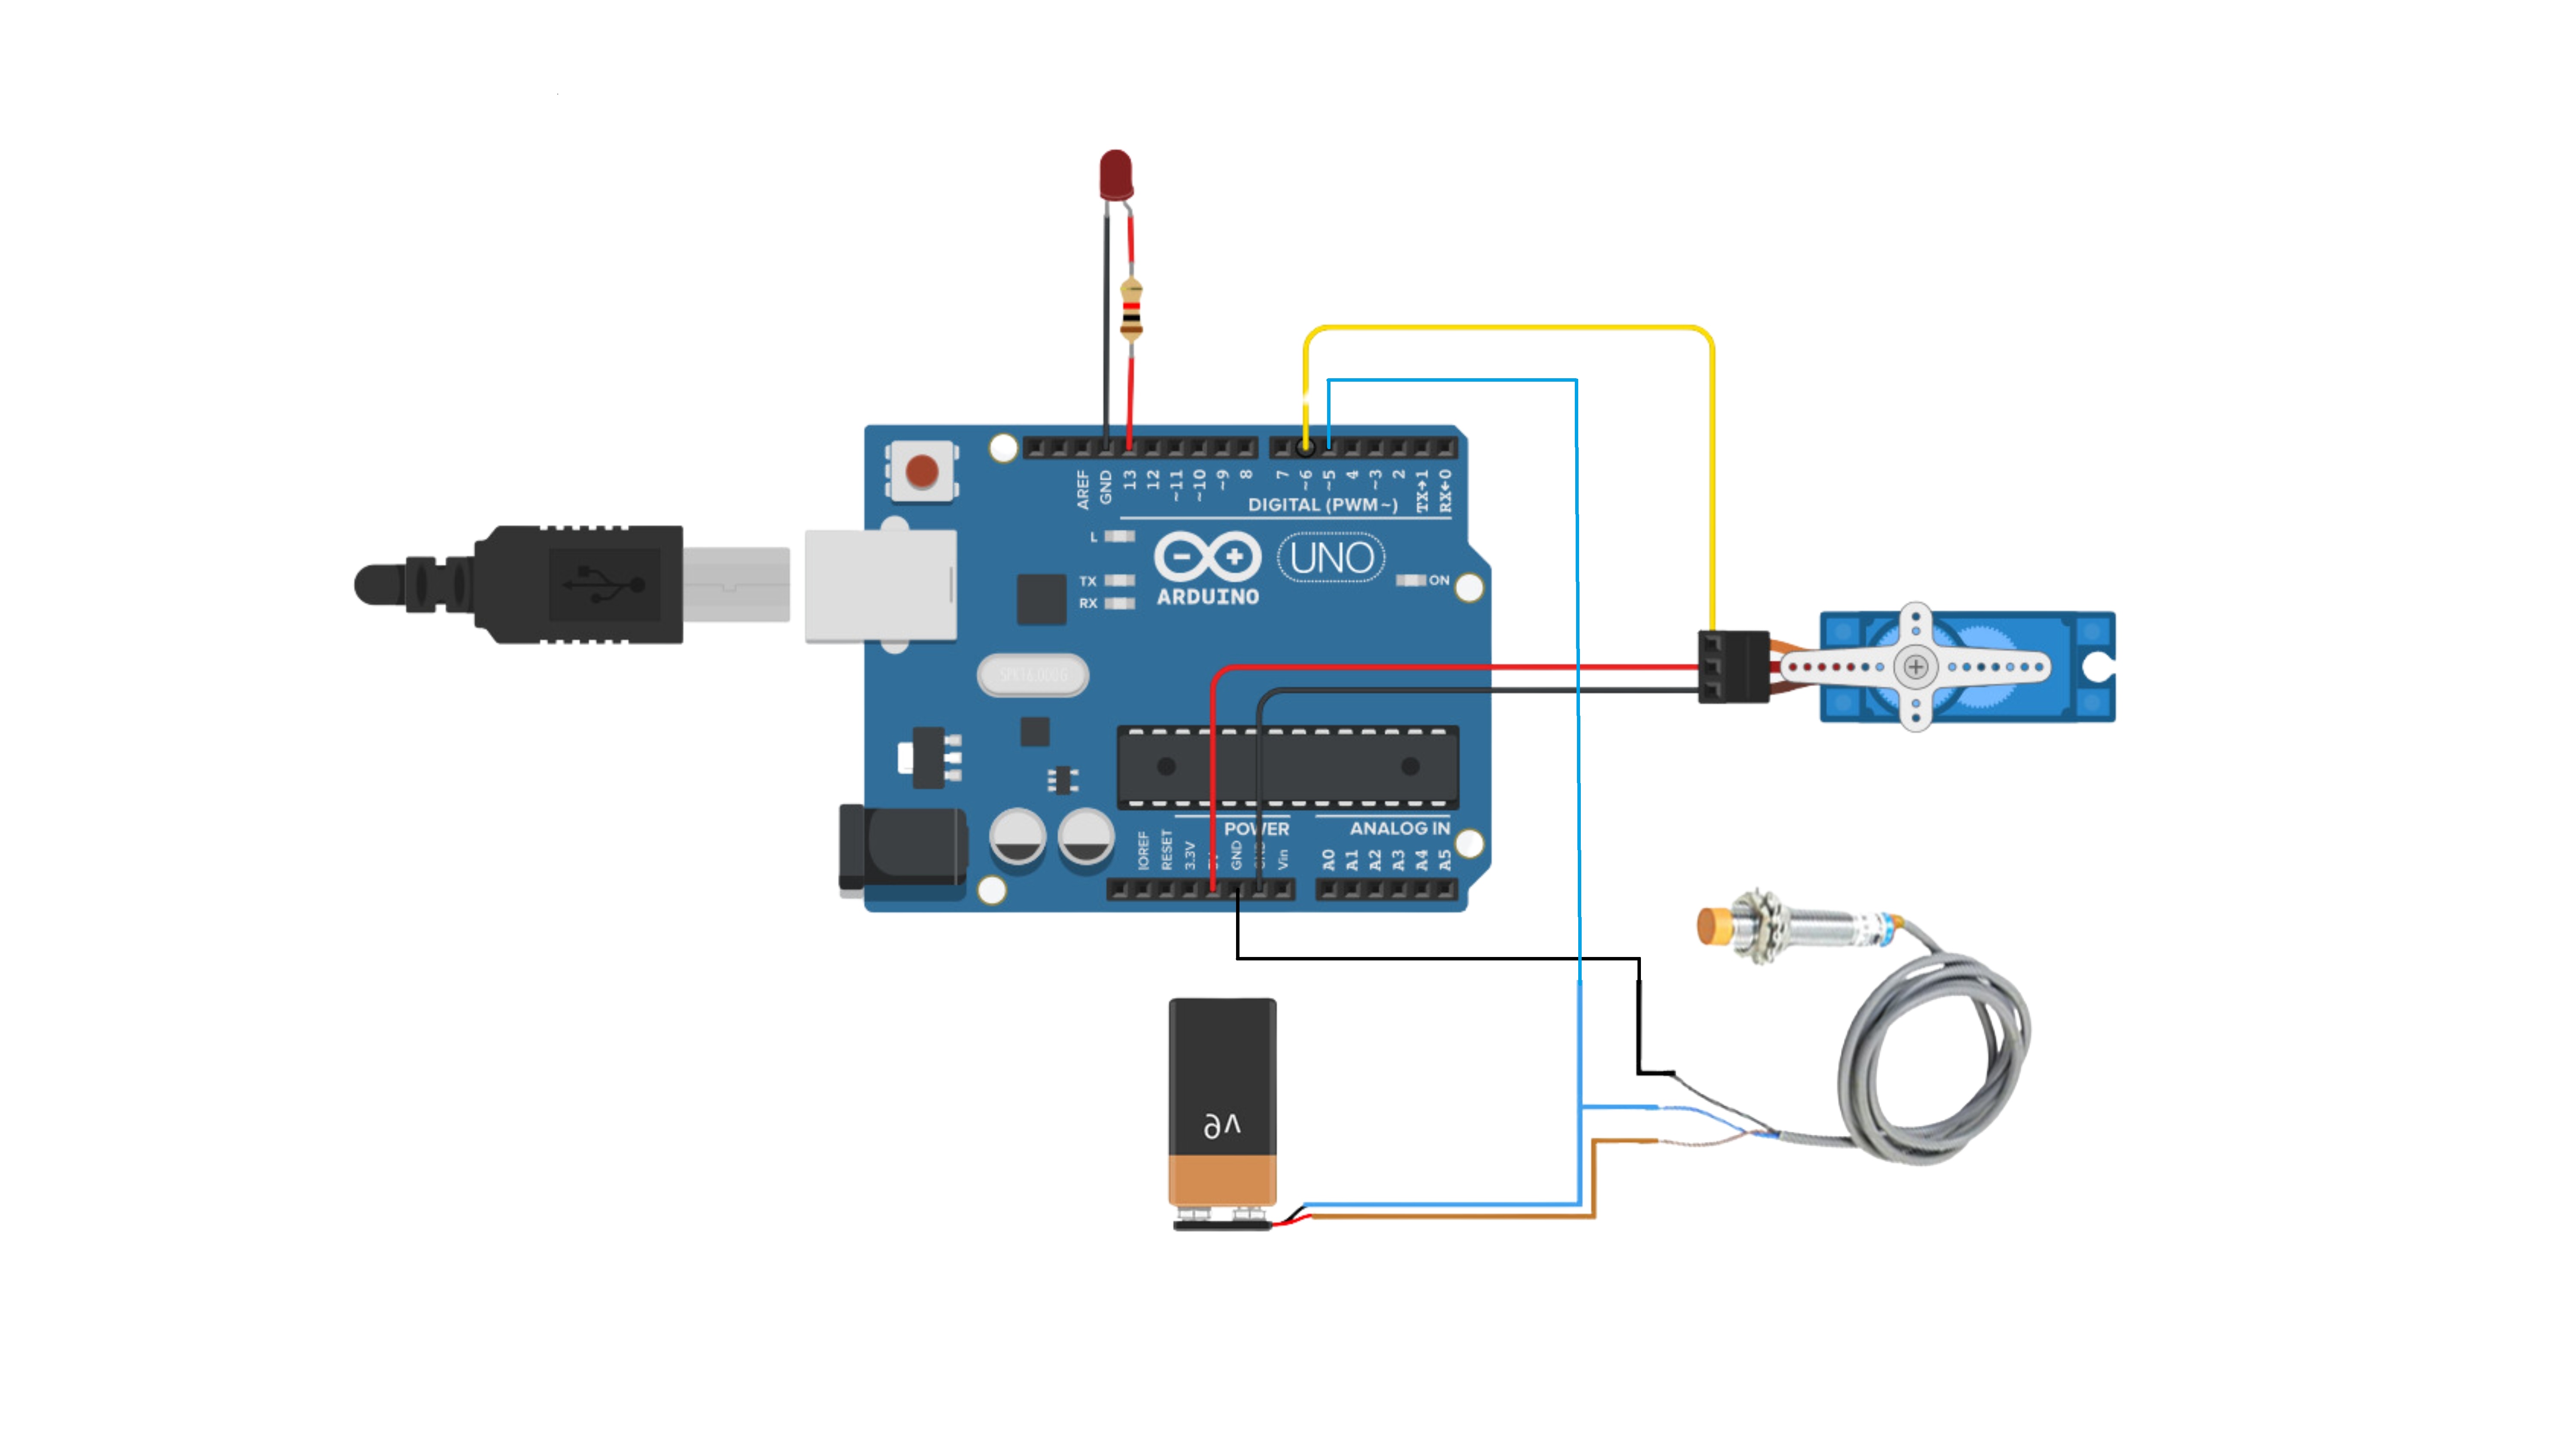 AREF
GND
13
12
~11
~10
~9
8
7
~6
~5
4
~3
2
TX→1
RX←0
DIGITAL (PWM~)
L
TX
RX
UNO
ARDUINO
ON
SPK16.000G
POWER
ANALOG IN
IOREF
RESET
3.3V
GND
Vin
A0
A1
A2
A3
A4
A5
9V